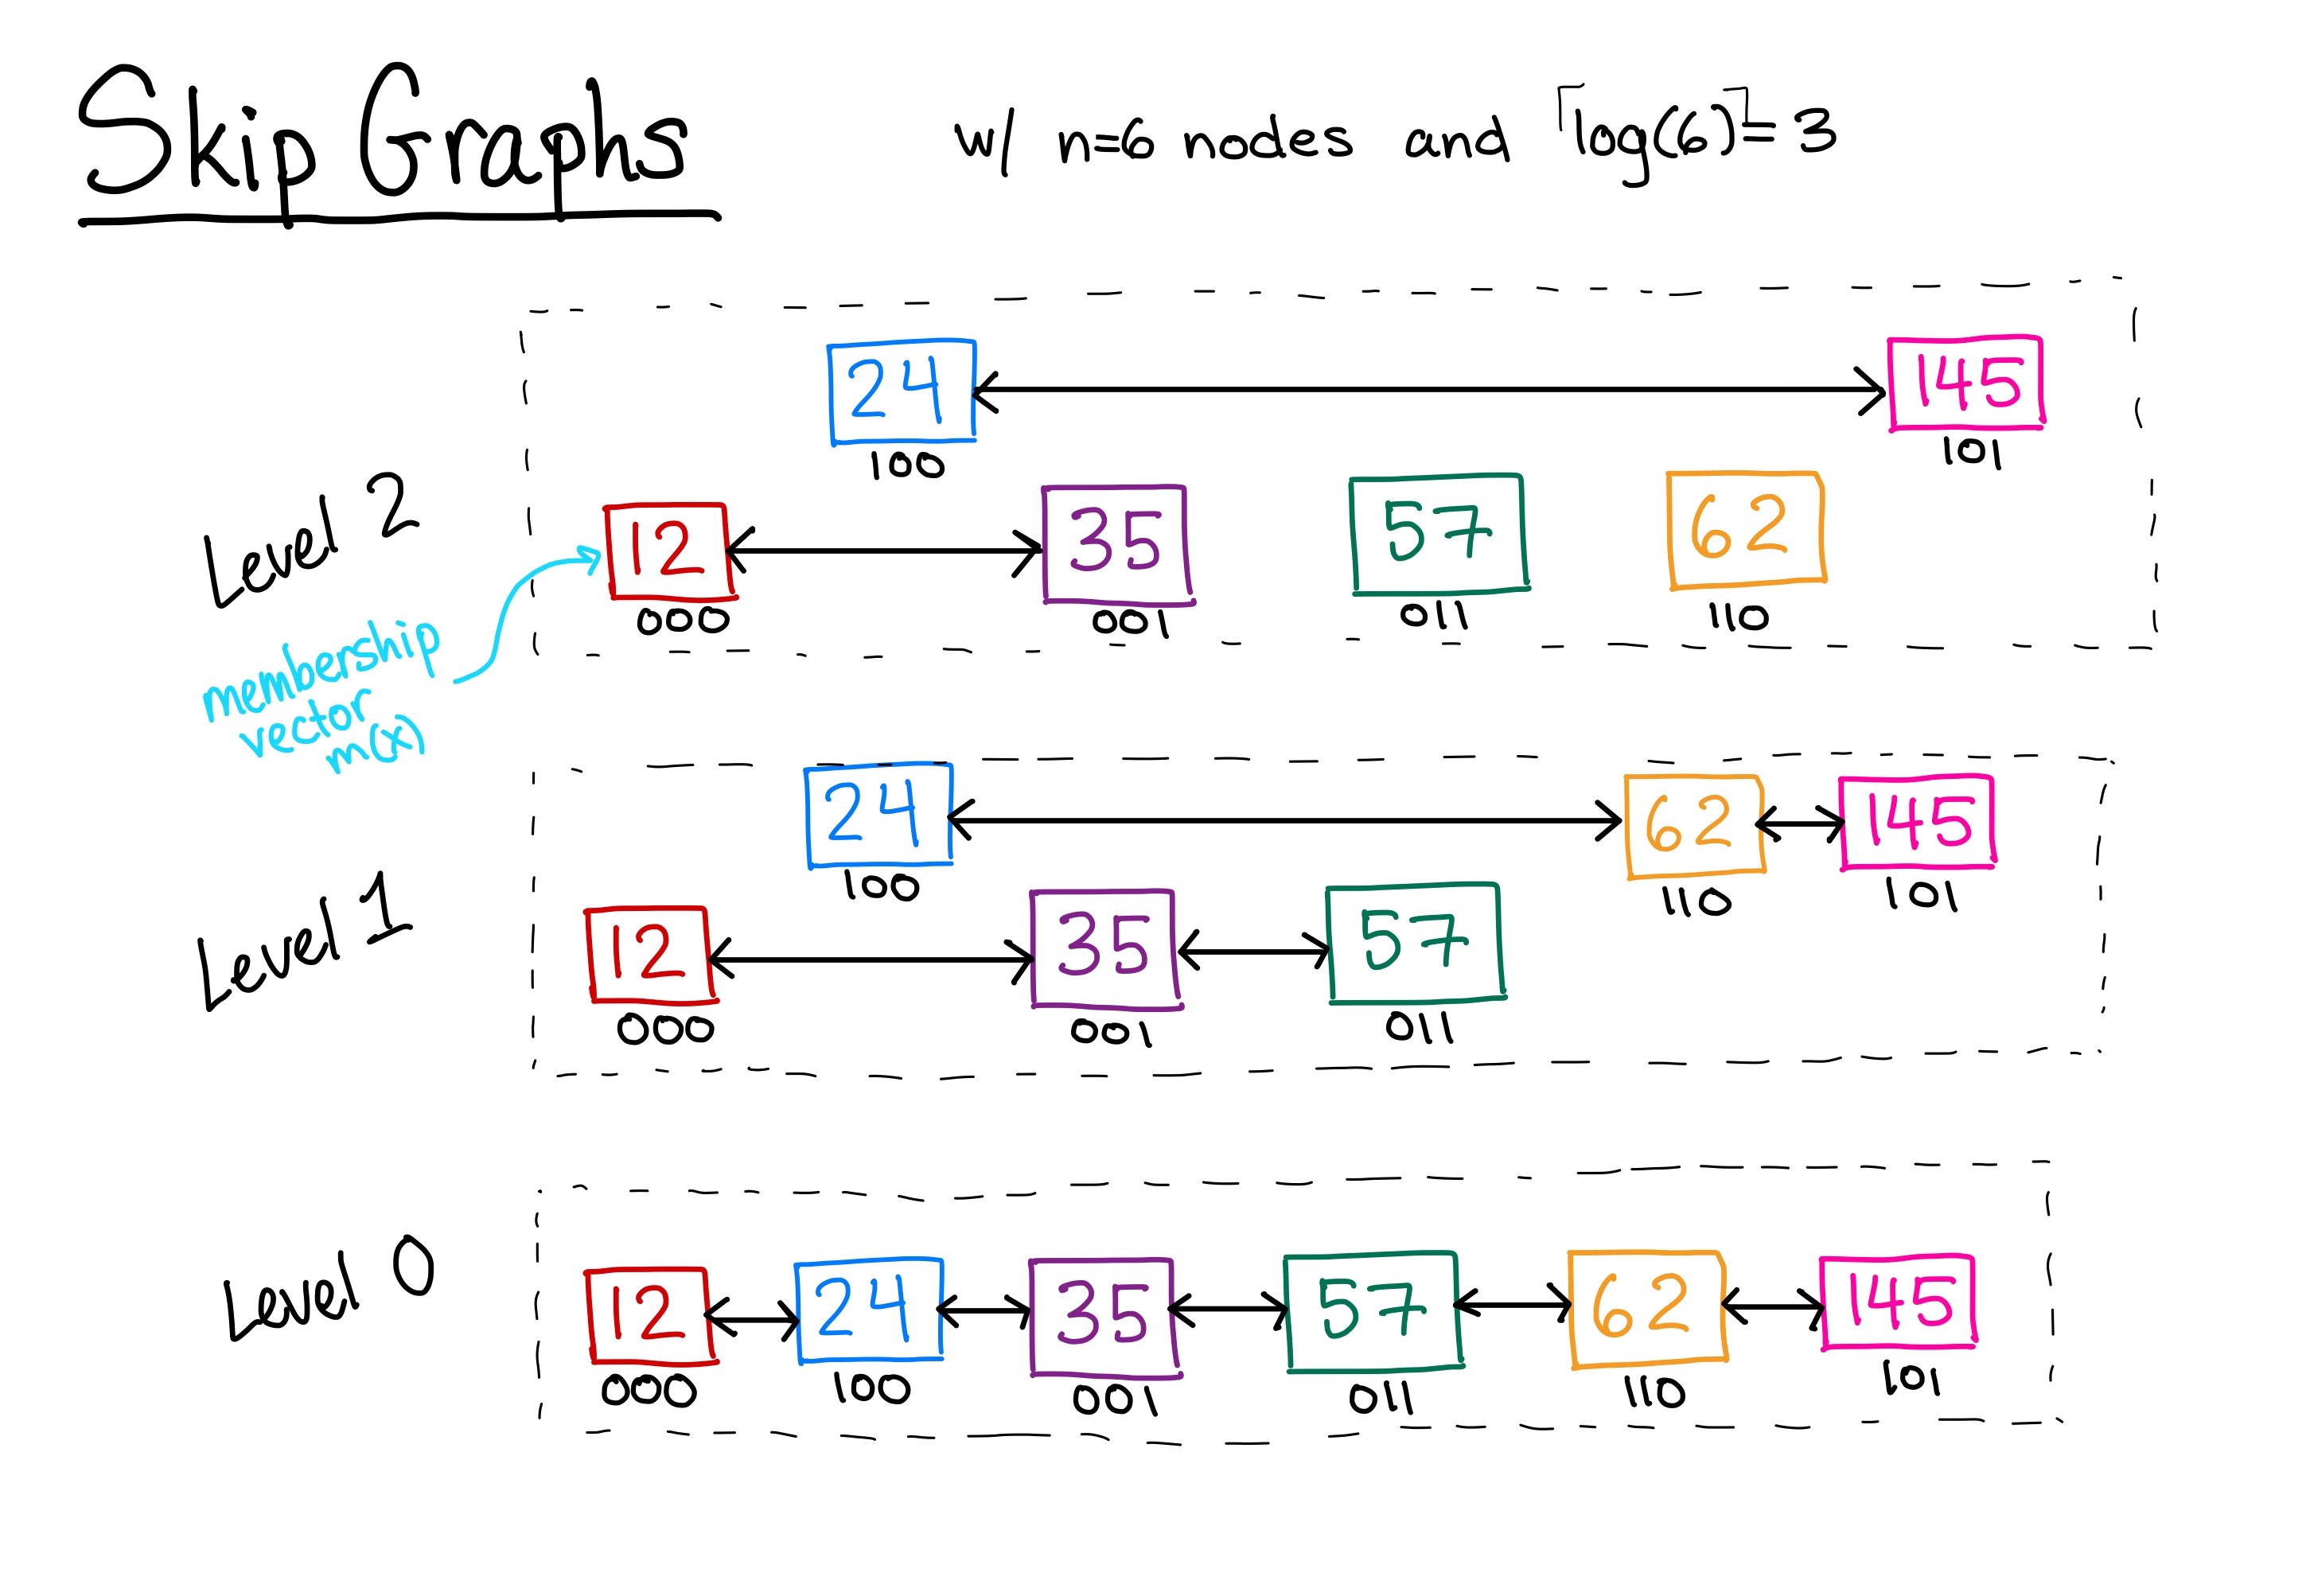 Skip Graphs
w/ n=6 nodes and ⌈log(6)⌉=3
24 145
100 101
Level 2
12 35 57 62
000 001 011 110
membership
vector
m(x)
24 62 145
100 110 101
Level 1
12 35 57
000 001 011
Level 0
12 24 35 57 62 145
000 100 001 011 110 101